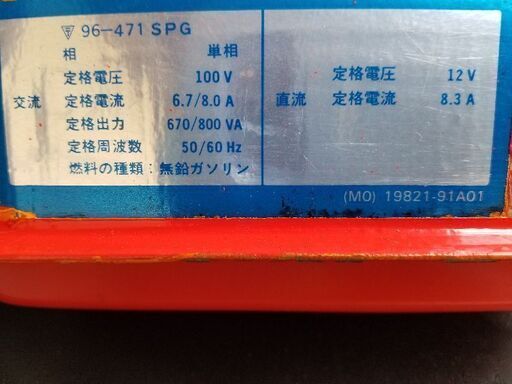 96-471 SPG
相 単相
交流 定格電圧 100 V
定格電流 6.7/8.0 A
定格出力 670/800 VA
定格周波数 50/60 Hz
燃料の種類:無鉛ガソリン
直流 定格電圧 12 V
定格電流 8.3 A
(MO) 19821-91A01